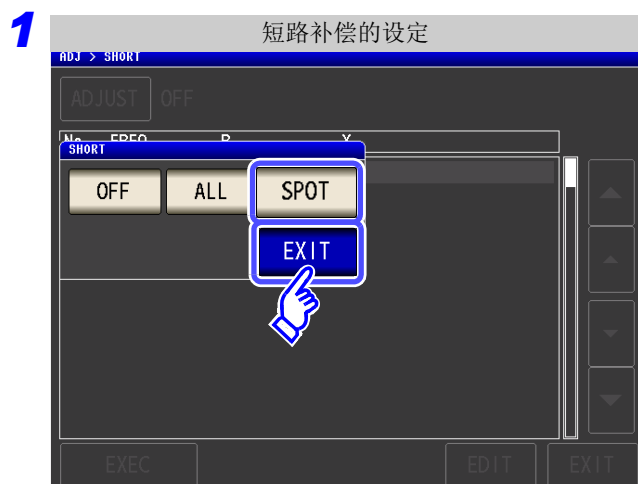 1
短路补偿的设定
ADJ > SHORT
ADJUST OFF
No. FREQ R X
SHORT
OFF ALL SPOT
EXIT
EXEC EDIT EXIT